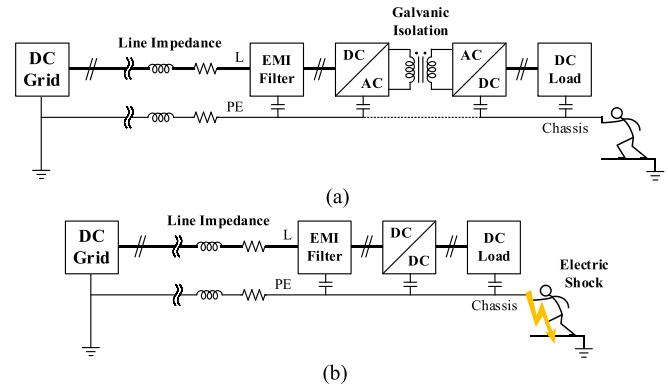 Galvanic
Isolation
Line Impedance
DC
Grid
L
EMI
Filter
DC
AC
AC
DC
DC
Load
PE
Chassis
(a)
Line Impedance
DC
Grid
L
EMI
Filter
DC
DC
DC
Load
Electric
Shock
PE
Chassis
(b)